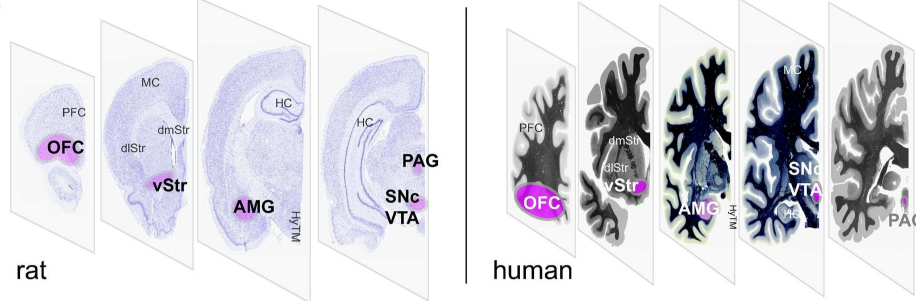 PFC
OFC
MC
dmStr
dlStr
vStr
HC
AMG
HyTM
HC
PAG
SNc
VTA
rat
PFC
OFC
dmStr
dlStr
vStr
AMG
HyTM
MC
SNc
VTA
HC
PAG
human